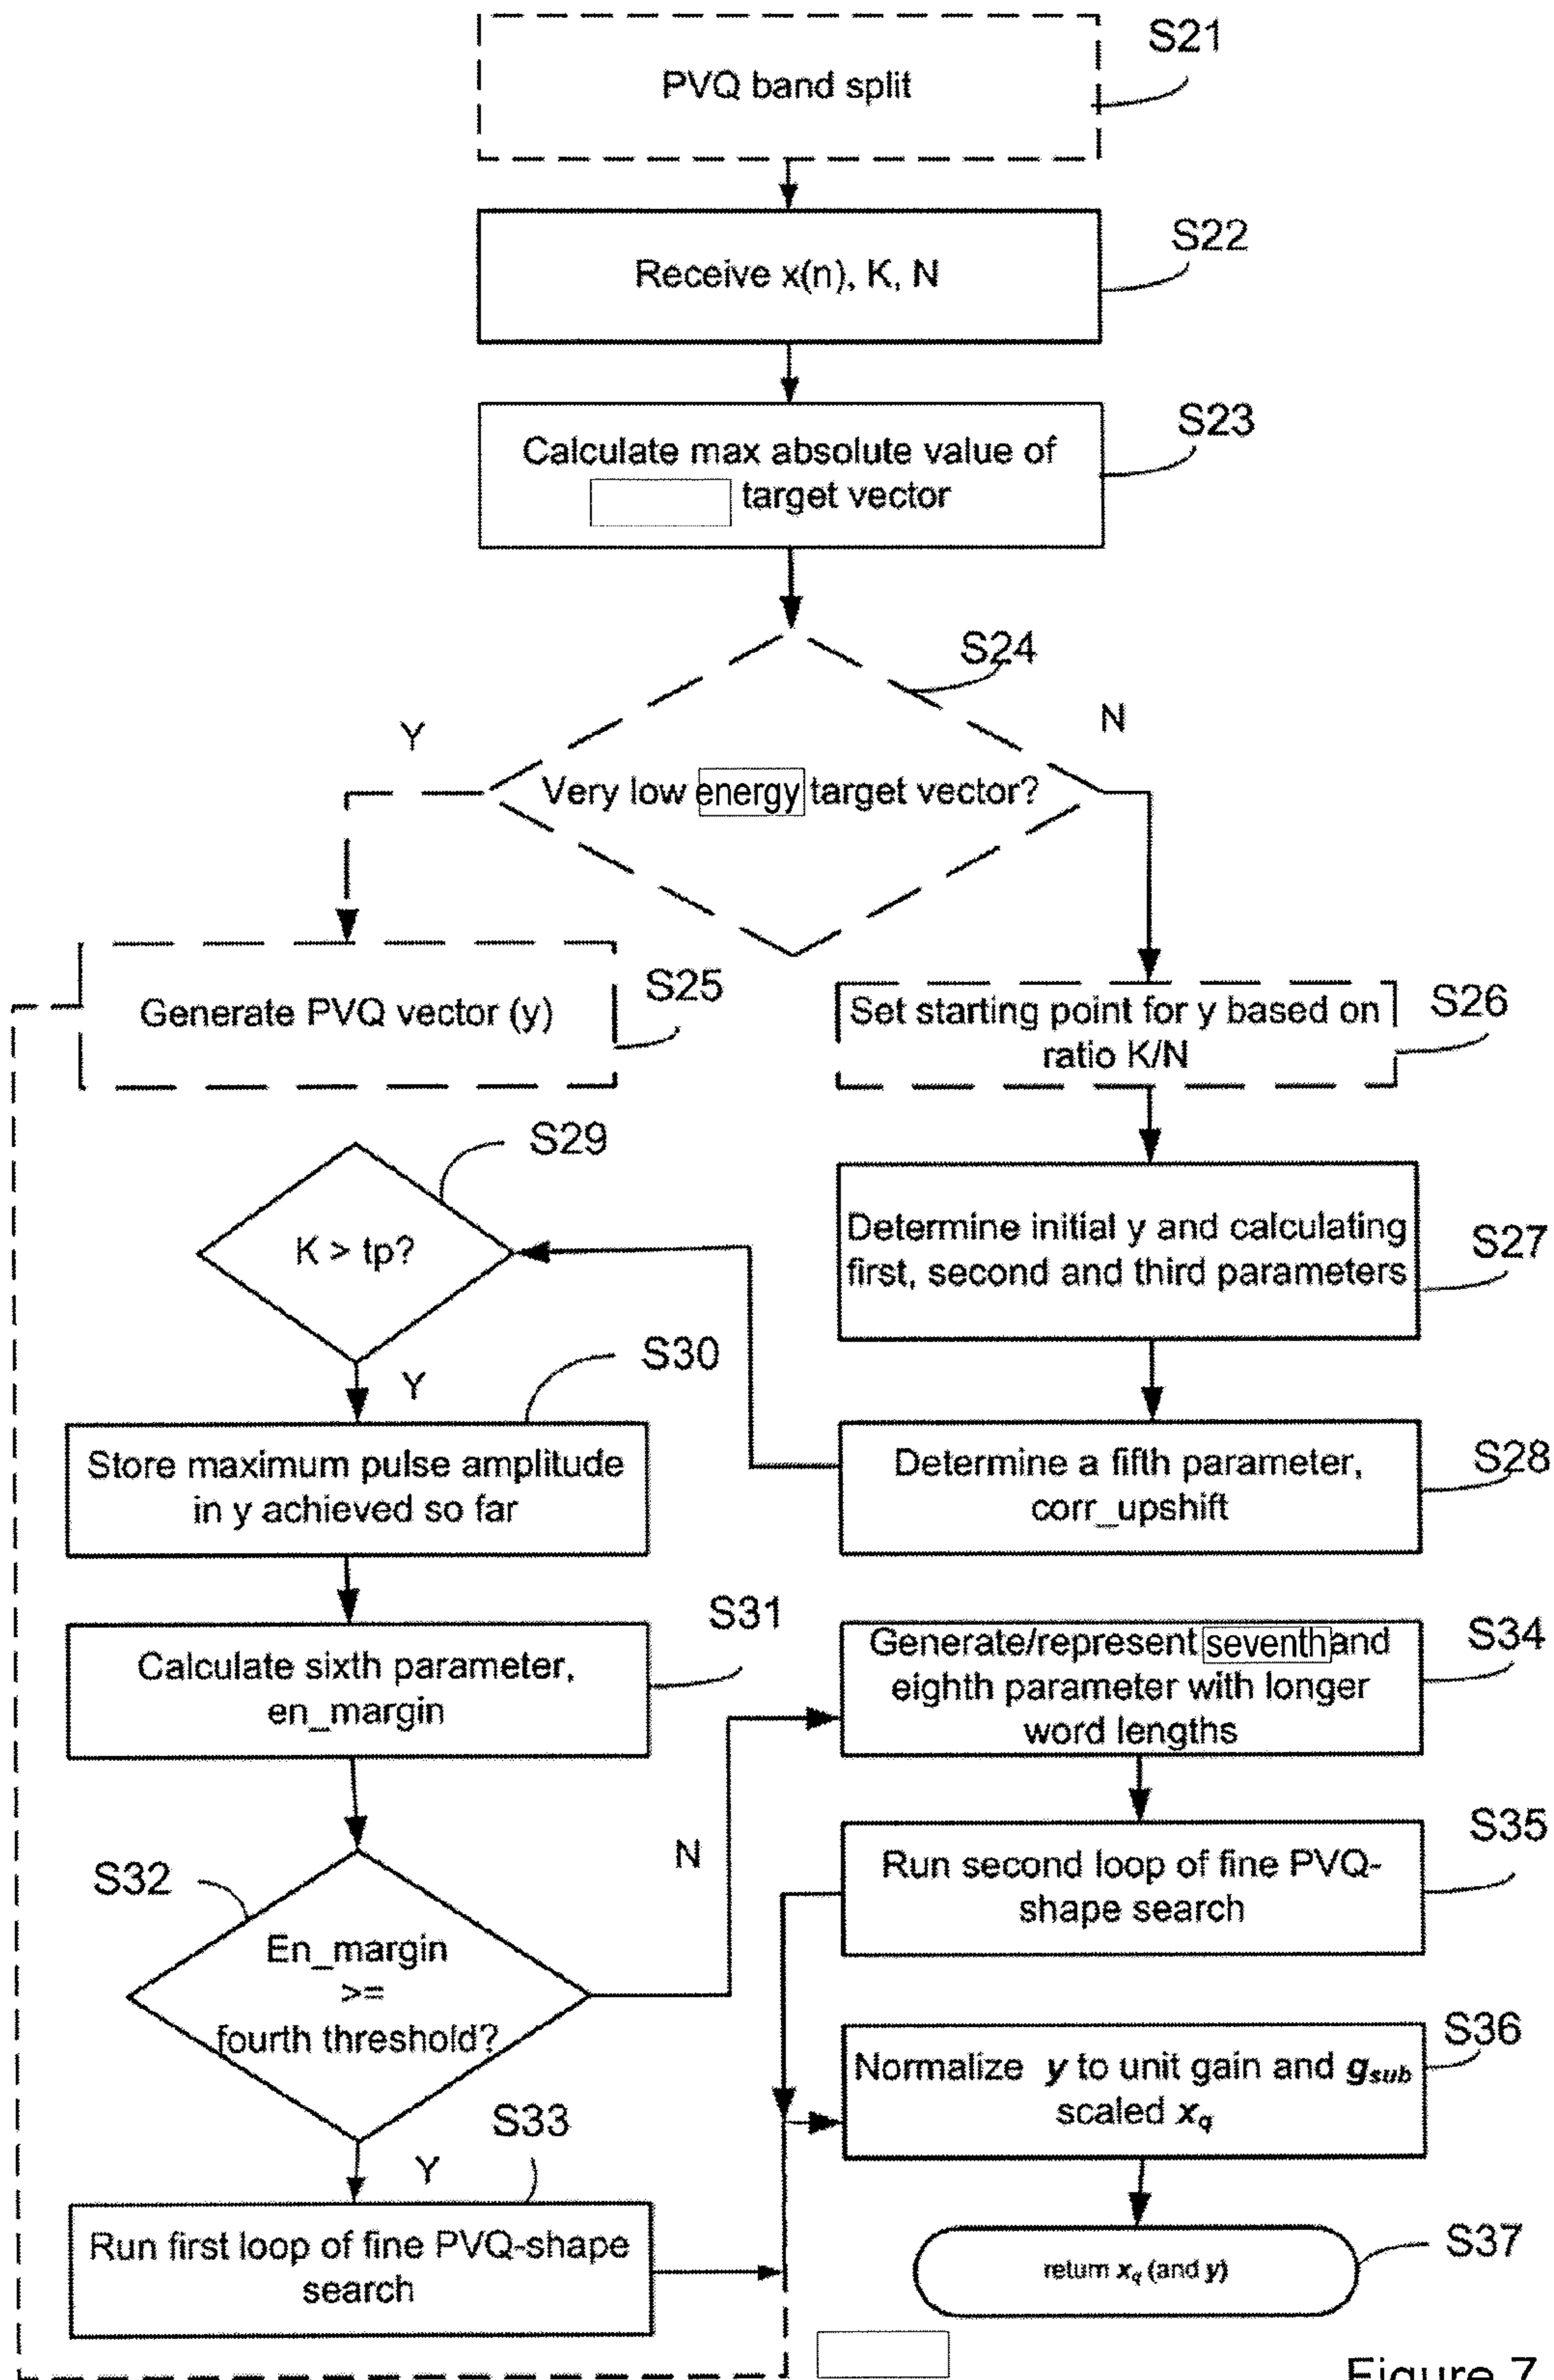 S21
PVQ band split
S22
Receive x(n), K, N
S23
Calculate max absolute value of
target vector
S24
Y
N
Very low energy target vector?
S25
Generate PVQ vector (y)
S26
Set starting point for y based on
ratio K/N
S29
K > tp?
S27
Determine initial y and calculating
first, second and third parameters
S30
Y
Store maximum pulse amplitude
in y achieved so far
S28
Determine a fifth parameter,
corr_upshift
S31
Calculate sixth parameter,
en_margin
S34
Generate/represent seventh and
eighth parameter with longer
word lengths
S32
N
En_margin
>=
fourth threshold?
S35
Run second loop of fine PVQ-
shape search
S36
Normalize y to unit gain and gsub
scaled xq
S33
Y
Run first loop of fine PVQ-shape
search
S37
return xq (and y)
Figure 7